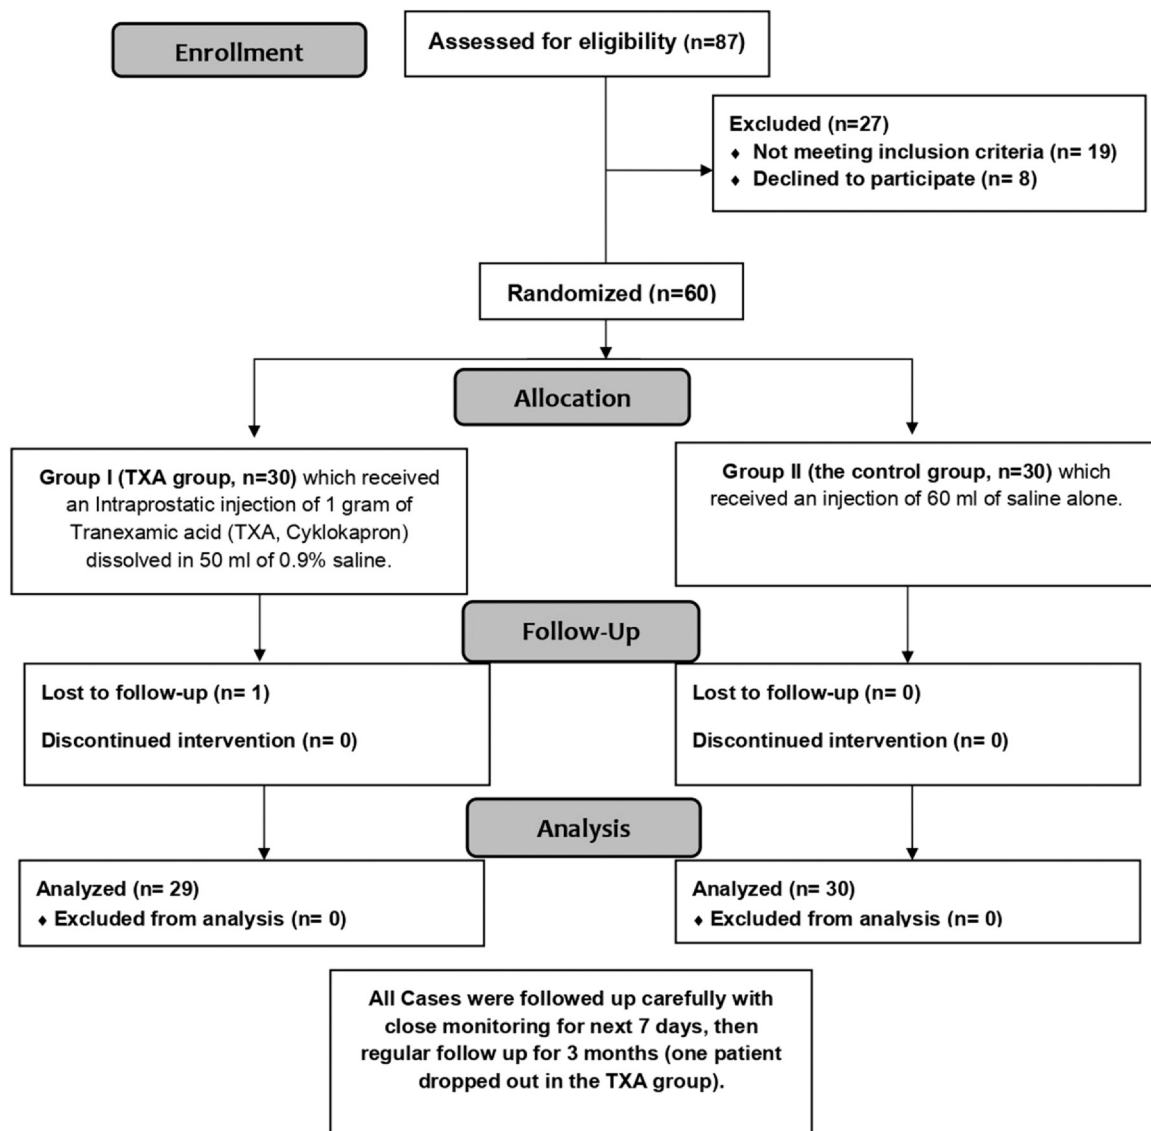 Enrollment
Assessed for eligibility (n=87)
Excluded (n=27)
♦ Not meeting inclusion criteria (n= 19)
♦ Declined to participate (n= 8)
Randomized (n=60)
Allocation
Group I (TXA group, n=30) which received
an Intraprostatic injection of 1 gram of
Tranexamic acid (TXA, Cyklokapron)
dissolved in 50 ml of 0.9% saline.
Group II (the control group, n=30) which
received an injection of 60 ml of saline alone.
Follow-Up
Lost to follow-up (n= 1)
Discontinued intervention (n= 0)
Lost to follow-up (n= 0)
Discontinued intervention (n= 0)
Analysis
Analyzed (n= 29)
♦ Excluded from analysis (n= 0)
Analyzed (n= 30)
♦ Excluded from analysis (n= 0)
All Cases were followed up carefully with
close monitoring for next 7 days, then
regular follow up for 3 months (one patient
dropped out in the TXA group).